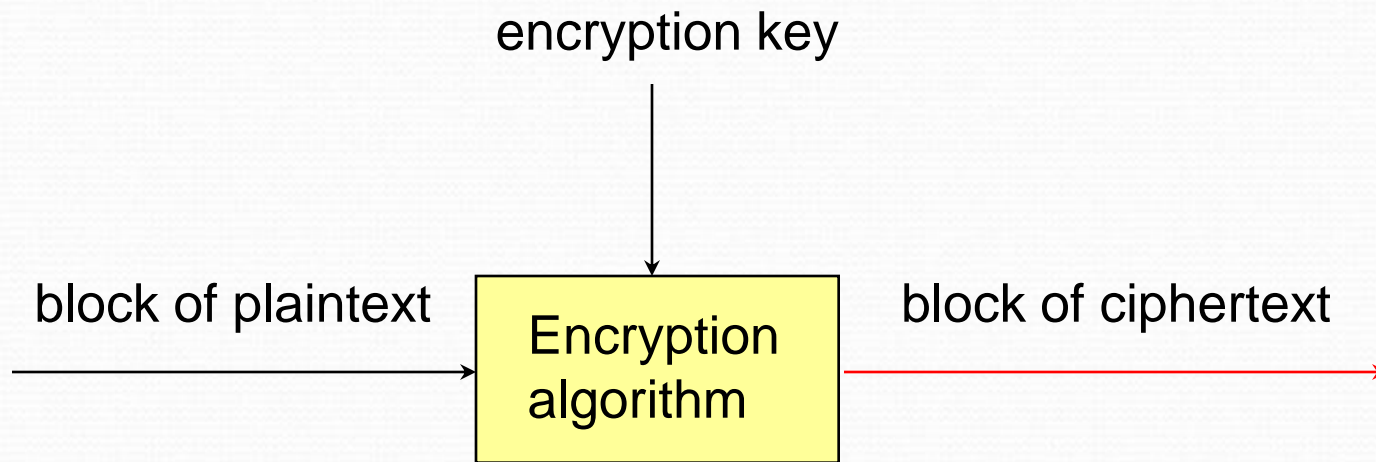 encryption key
block of plaintext
Encryption
algorithm
block of ciphertext